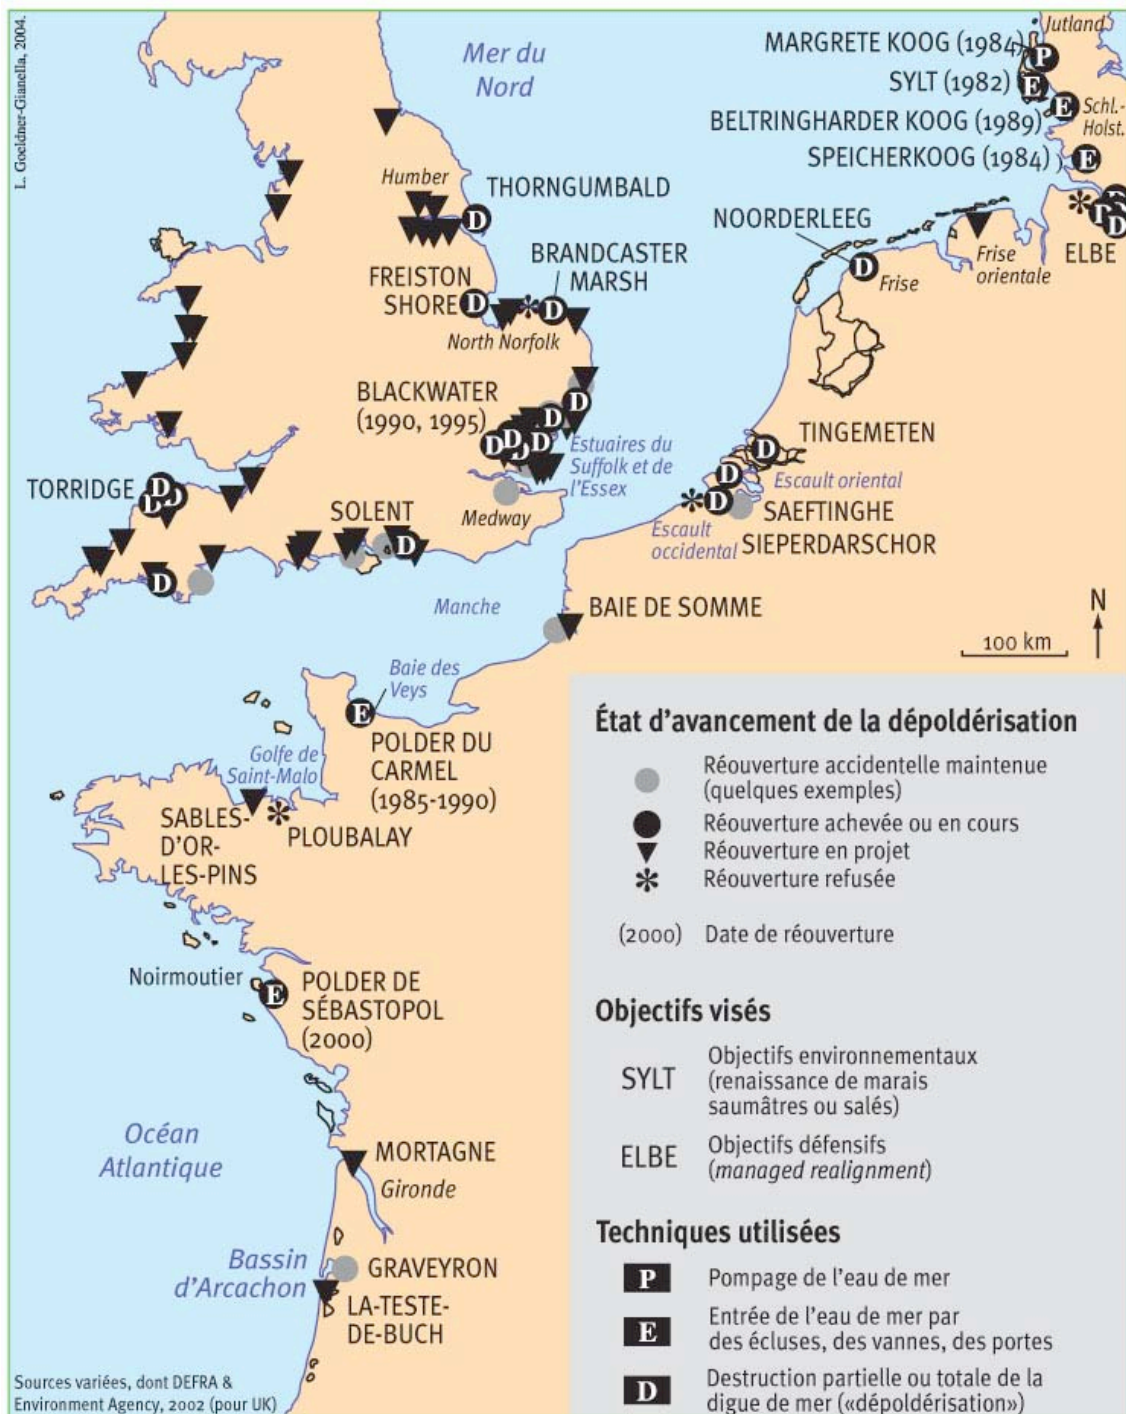 L. Goeldner-Gianella, 2004.
Mer du
Nord
Jutland
MARGRETE KOOG (1984)
P
SYLT (1982)
E
BELTRINGHARDER KOOG (1989)
E
Schl.-
Holst.
SPEICHERKOOG (1984)
E
Humber
THORNGUMBALD
D
NOORDERLEEG
D
D
D
ELBE
BRANDCASTER
MARSH
FREISTON
SHORE
D
D
D
Frise
Frise
orientale
North Norfolk
BLACKWATER
(1990, 1995)
D
D
D
D
D
D
Estuaires du
Suffolk et de
l'Essex
TINGEMETEN
D
D
D
Escault oriental
SAEFTINGHE
Escault
occidental
SIEPERDARSCHOR
TORRIDGE
D
D
D
SOLENT
D
Medway
D
Manche
BAIE DE SOMME
N
100 km
Baie des
Veys
E
POLDER DU
CARMEL
(1985-1990)
Golfe de
Saint-Malo
SABLES-
D'OR-
LES-PINS
PLOUBALAY
Noirmoutier
E
POLDER DE
SÉBASTOPOL
(2000)
Océan
Atlantique
MORTAGNE
Gironde
Bassin
d'Arcachon
GRAVEYRON
LA-TESTE-
DE-BUCH
Sources variées, dont DEFRA &
Environment Agency, 2002 (pour UK)
État d'avancement de la dépoldérisation
Réouverture accidentelle maintenue
(quelques exemples)
Réouverture achevée ou en cours
Réouverture en projet
Réouverture refusée
(2000) Date de réouverture
Objectifs visés
SYLT
Objectifs environnementaux
(renaissance de marais
saumâtres ou salés)
ELBE
Objectifs défensifs
(managed realignment)
Techniques utilisées
P
Pompage de l'eau de mer
E
Entrée de l'eau de mer par
des écluses, des vannes, des portes
D
Destruction partielle ou totale de la
digue de mer («dépoldérisation»)